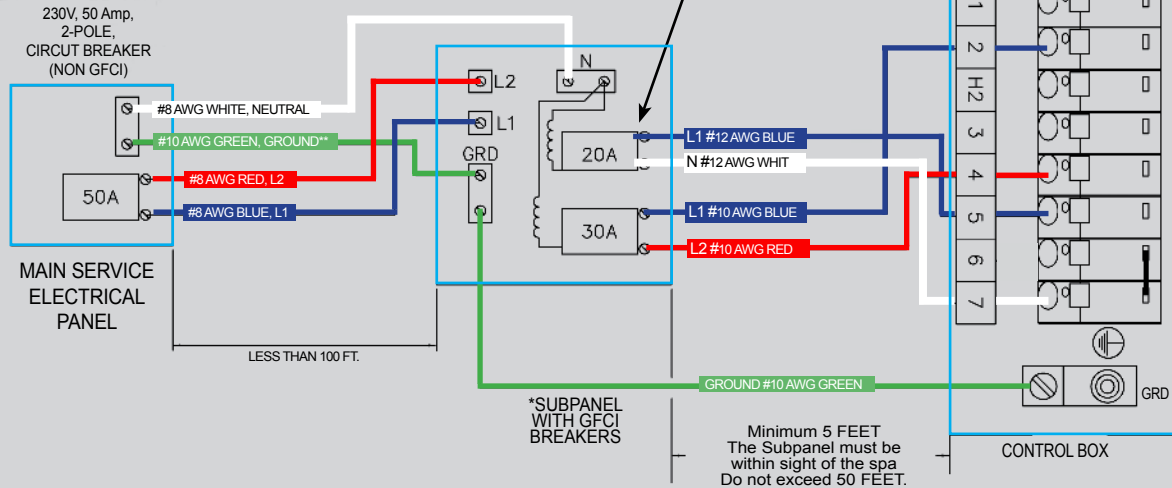 230V, 50 Amp,
2-POLE,
CIRCUT BREAKER
(NON GFCI)
#8 AWG WHITE, NEUTRAL
#10 AWG GREEN, GROUND**
50A
#8 AWG RED, L2
#8 AWG BLUE, L1
MAIN SERVICE
ELECTRICAL
PANEL
LESS THAN 100 FT.
L2
N
L1
GRD
20A
30A
L1 #12 AWG BLUE
N #12 AWG WHIT
L1 #10 AWG BLUE
L2 #10 AWG RED
GROUND #10 AWG GREEN
*SUBPANEL
WITH GFCI
BREAKERS
Minimum 5 FEET
The Subpanel must be
within sight of the spa
Do not exceed 50 FEET.
1
2
H2
3
4
5
6
7
GRD
CONTROL BOX